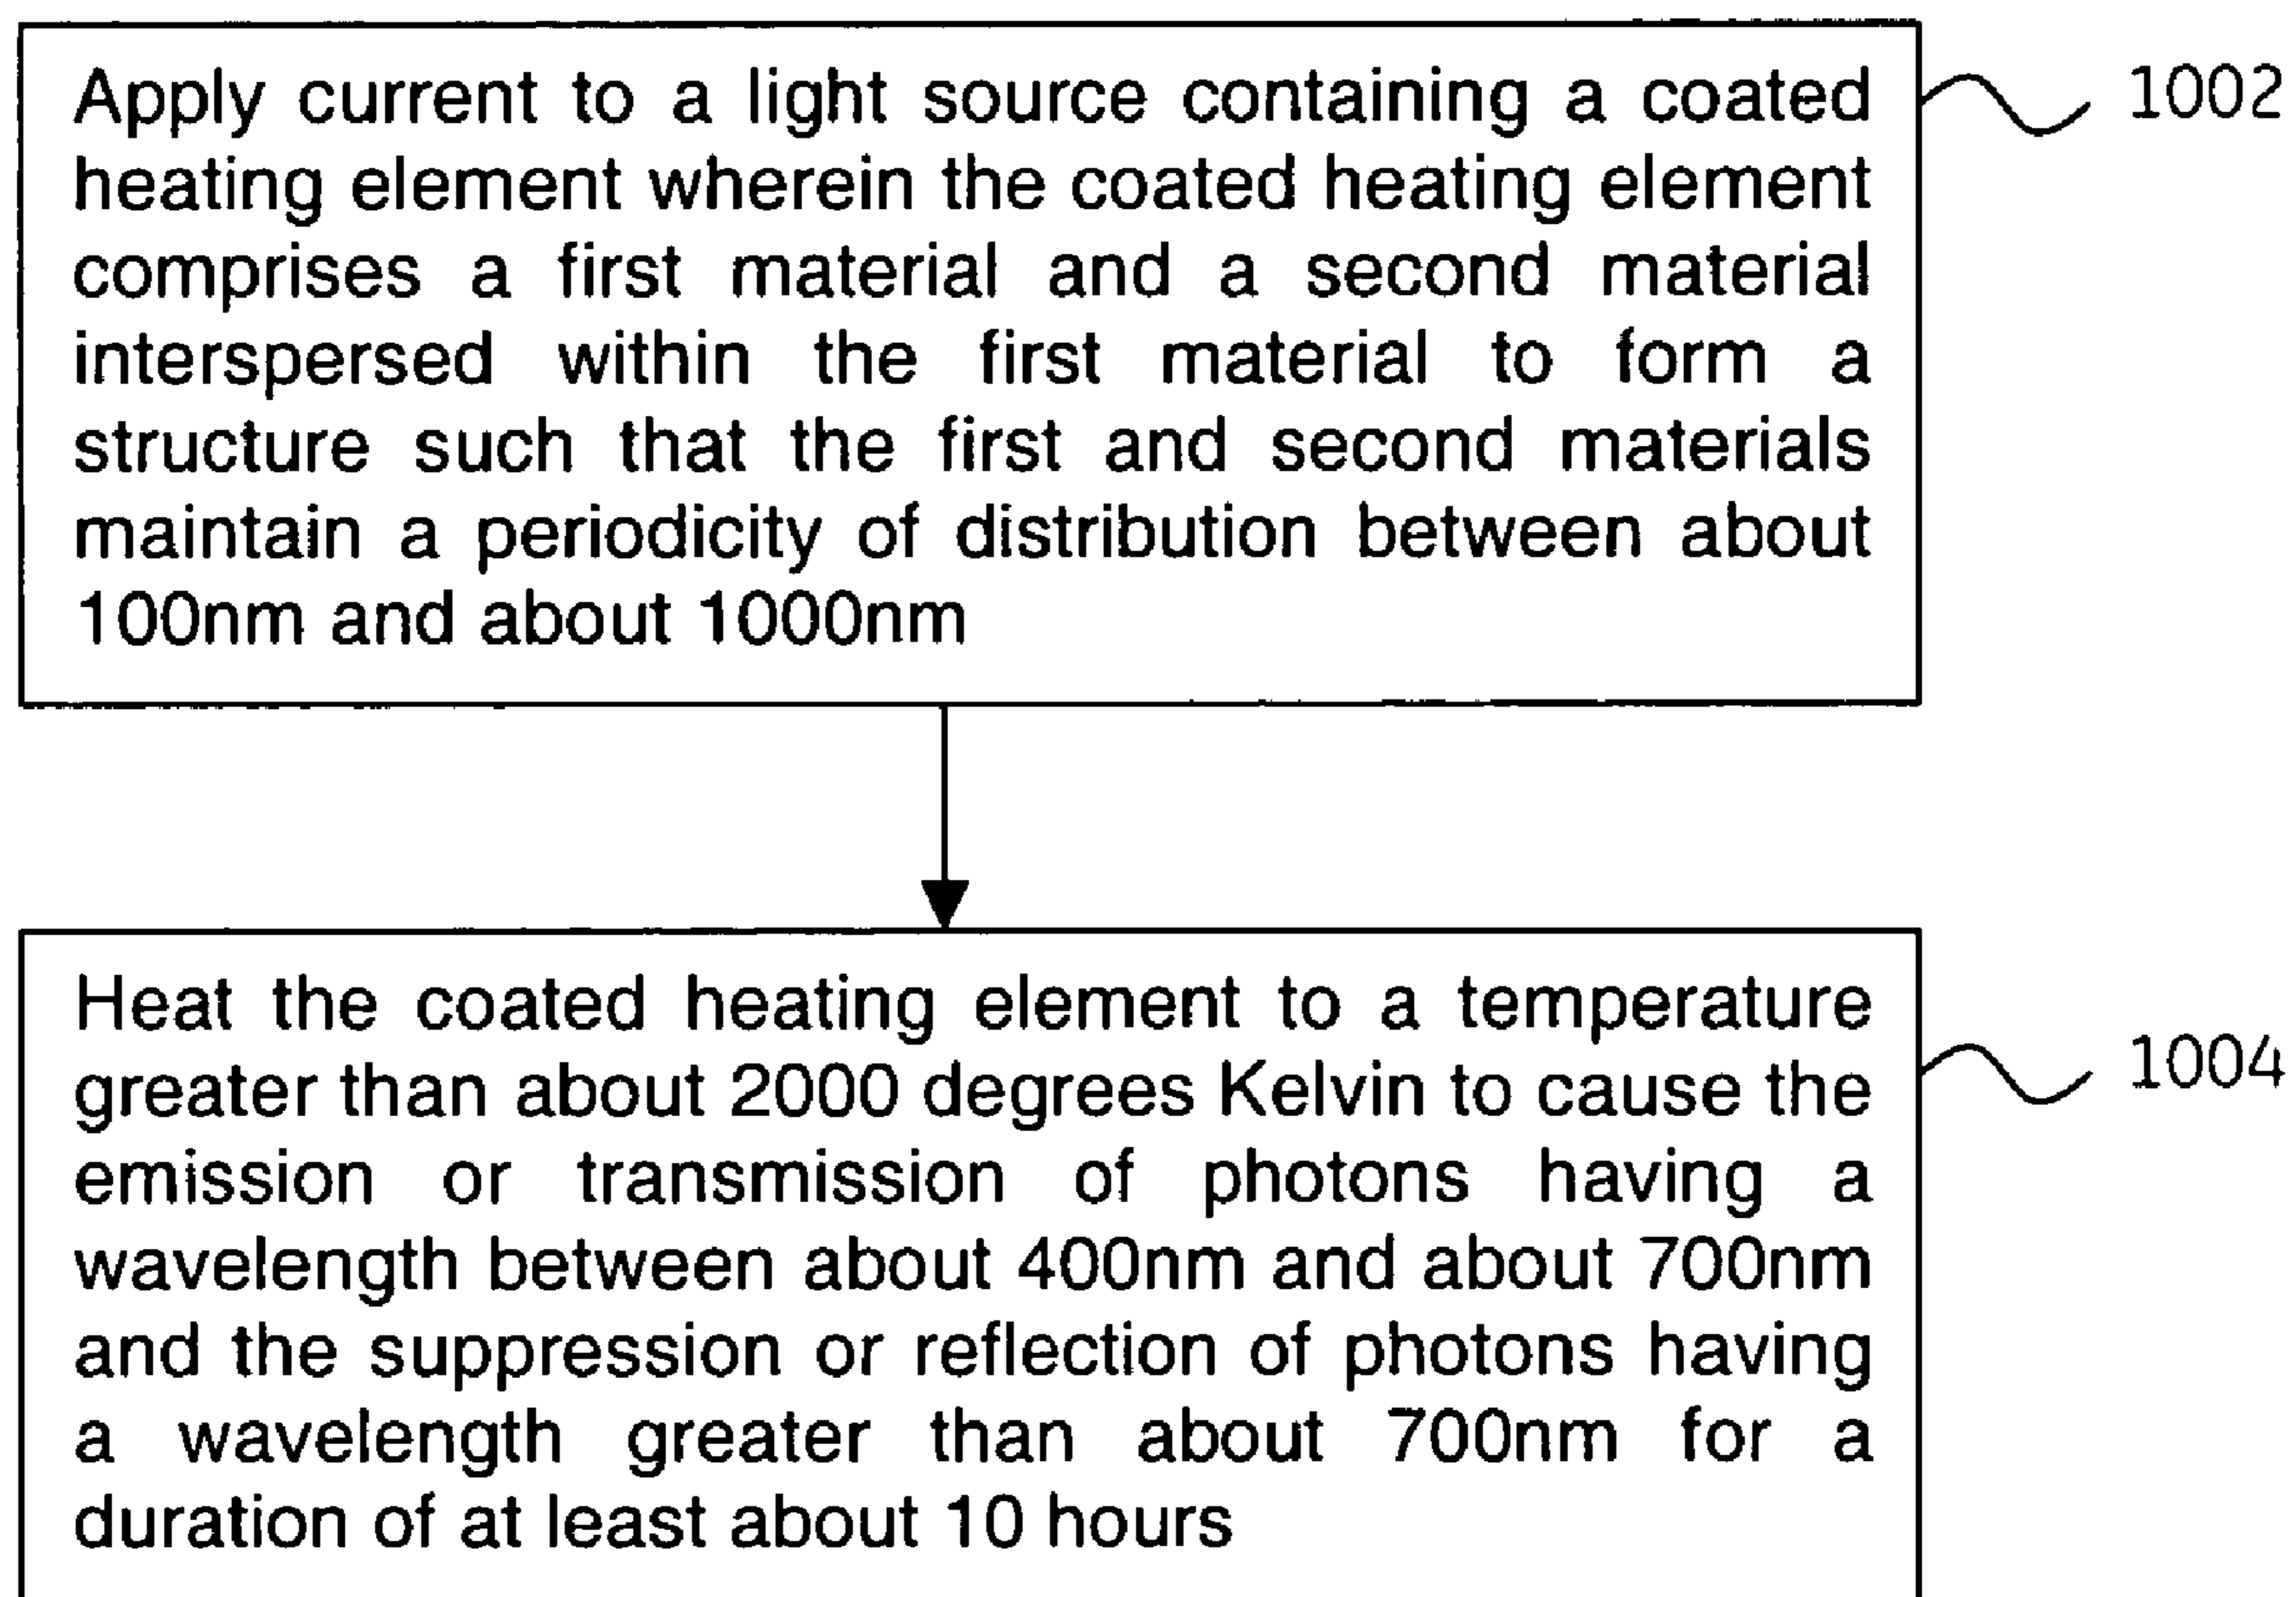 Apply current to a light source containing a coated
heating element wherein the coated heating element
comprises a first material and a second material
interspersed within the first material to form a
structure such that the first and second materials
maintain a periodicity of distribution between about
100nm and about 1000nm
1002
Heat the coated heating element to a temperature
greater than about 2000 degrees Kelvin to cause the
emission or transmission of photons having a
wavelength between about 400nm and about 700nm
and the suppression or reflection of photons having
a wavelength greater than about 700nm for a
duration of at least about 10 hours
1004